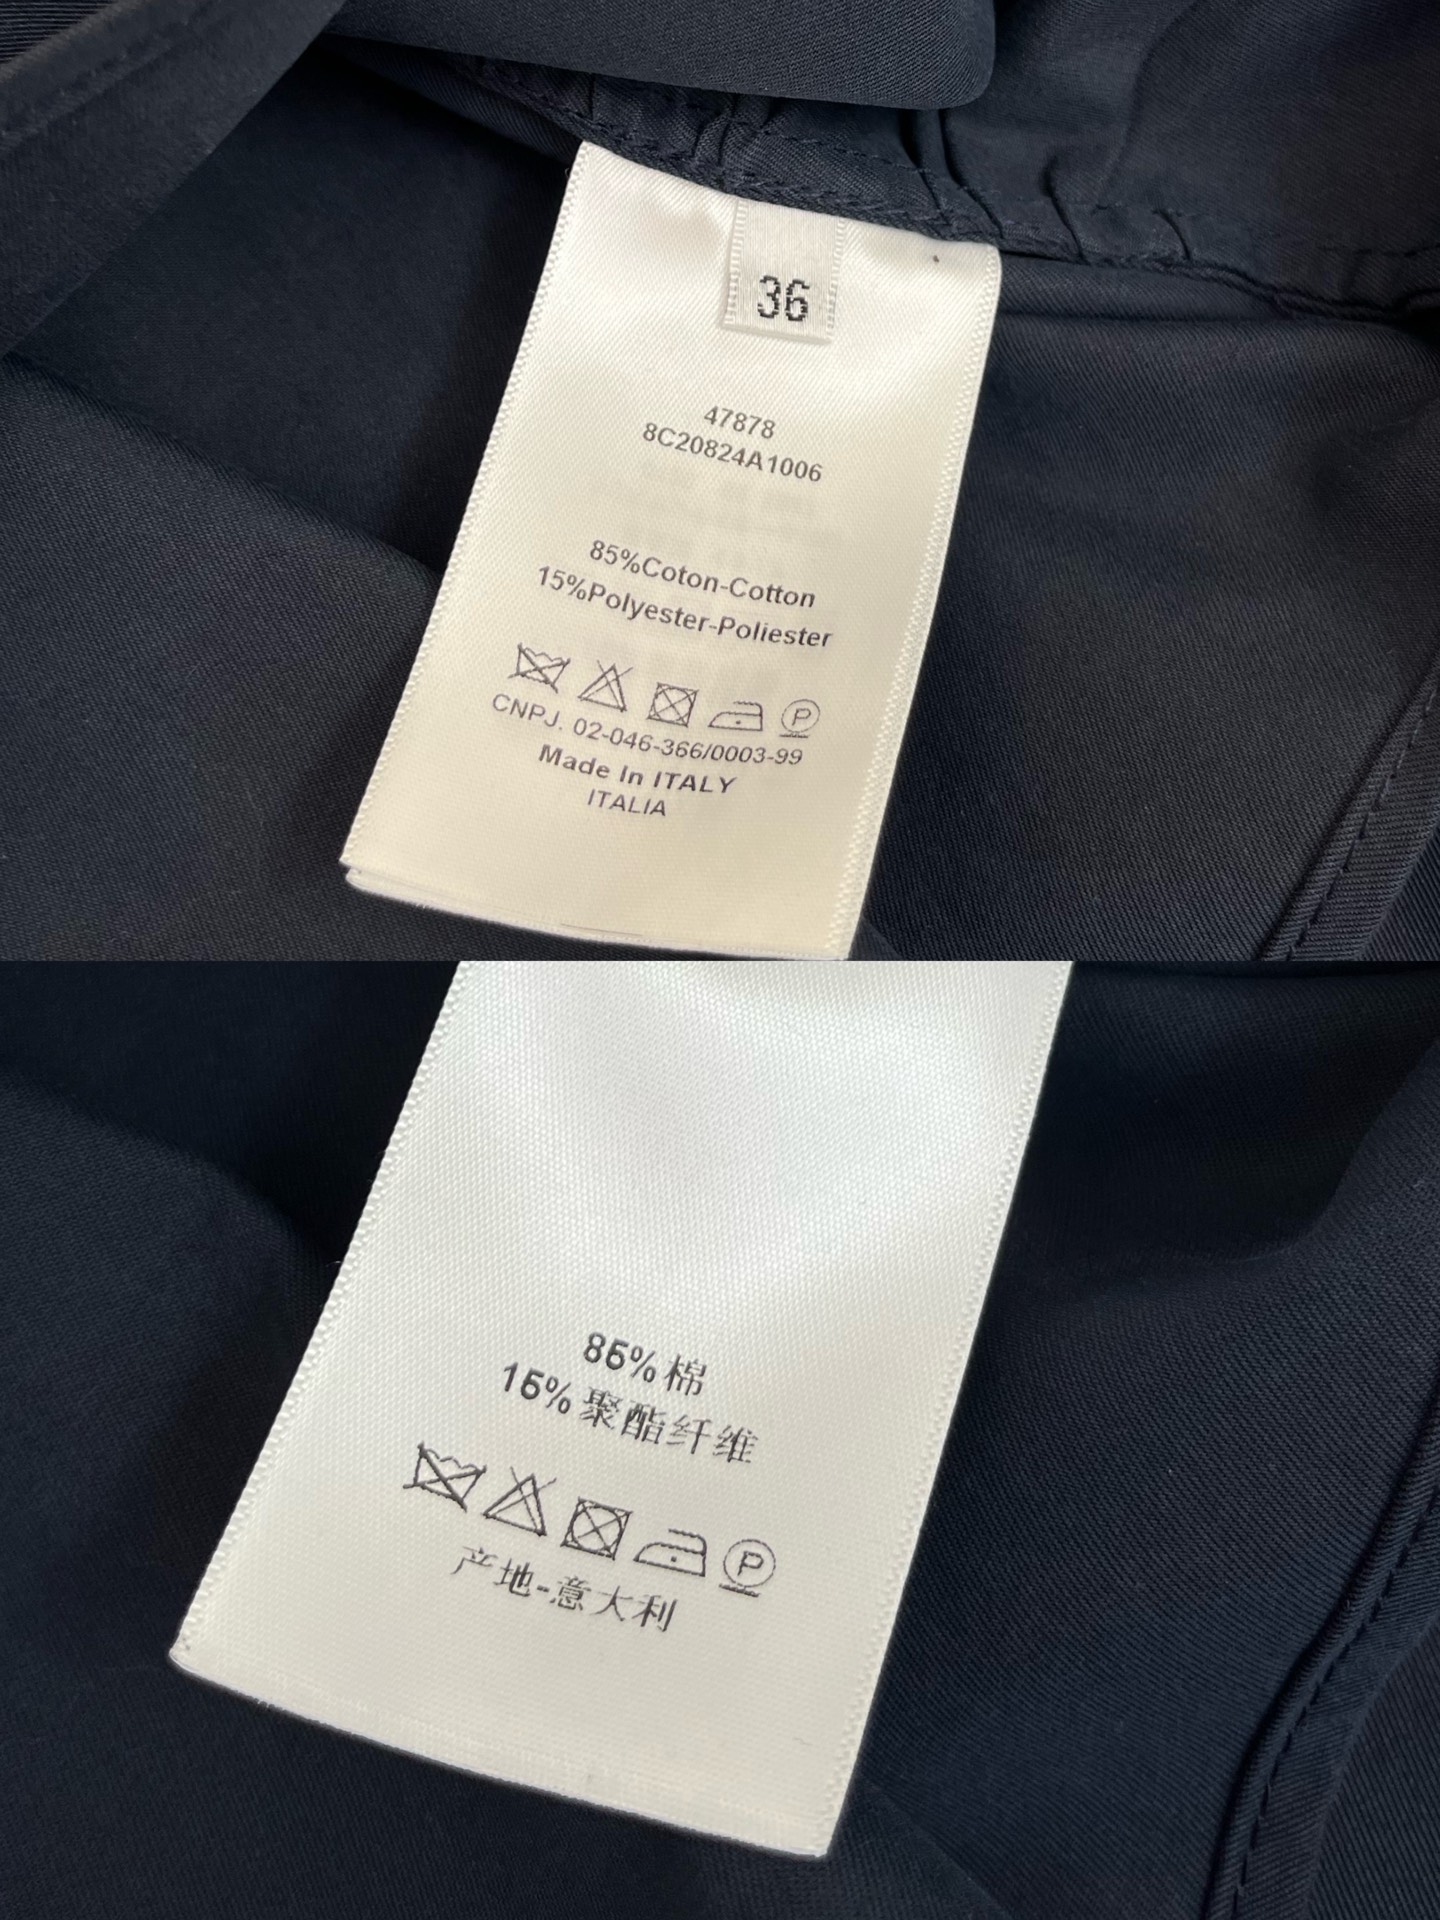 36
47878
8C20824A1006
85%Coton-Cotton
15%Polyester-Poliester
P
CNPJ. 02-046-366/0003-99
Made In ITALY
ITALIA
85%棉
15%聚酯纤维
P
产地-意大利